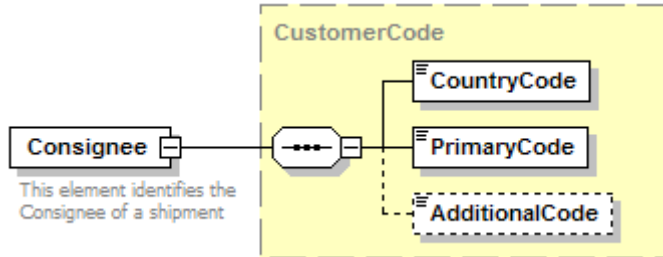 CustomerCode
CountryCode
Consignee
PrimaryCode
This element identifies the
Consignee of a shipment
AdditionalCode